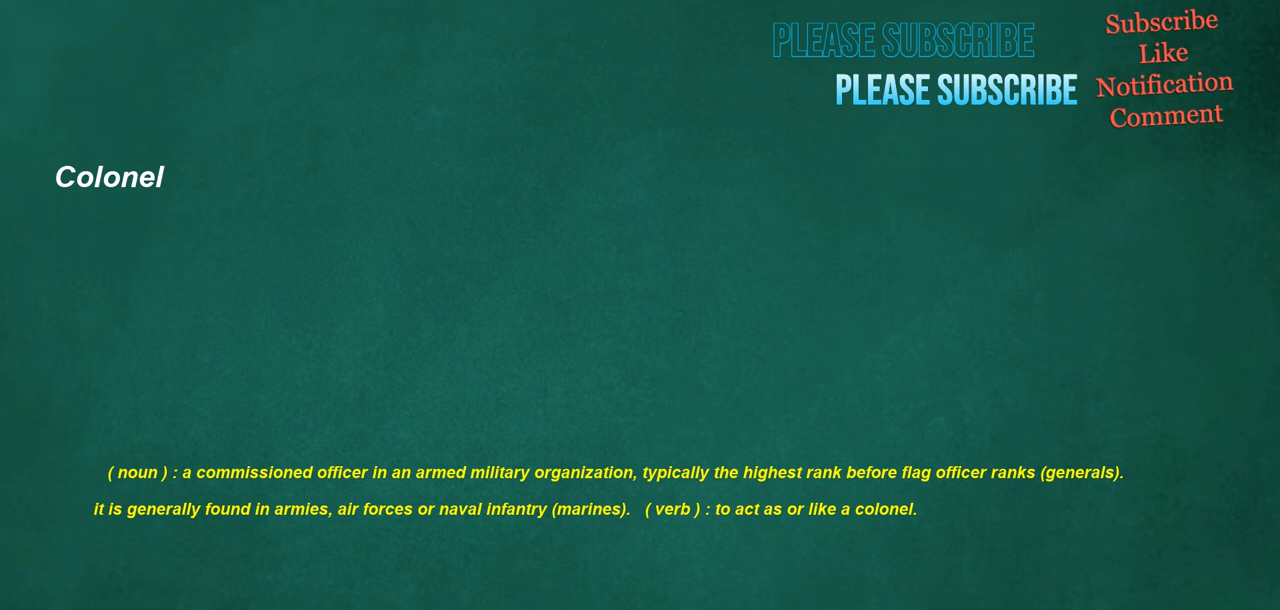 PLEASE SUBSCRIBE
PLEASE SUBSCRIBE
Subscribe
Like
Notification
Comment
Colonel
( noun ) : a commissioned officer in an armed military organization, typically the highest rank before flag officer ranks (generals).
it is generally found in armies, air forces or naval infantry (marines). ( verb ) : to act as or like a colonel.